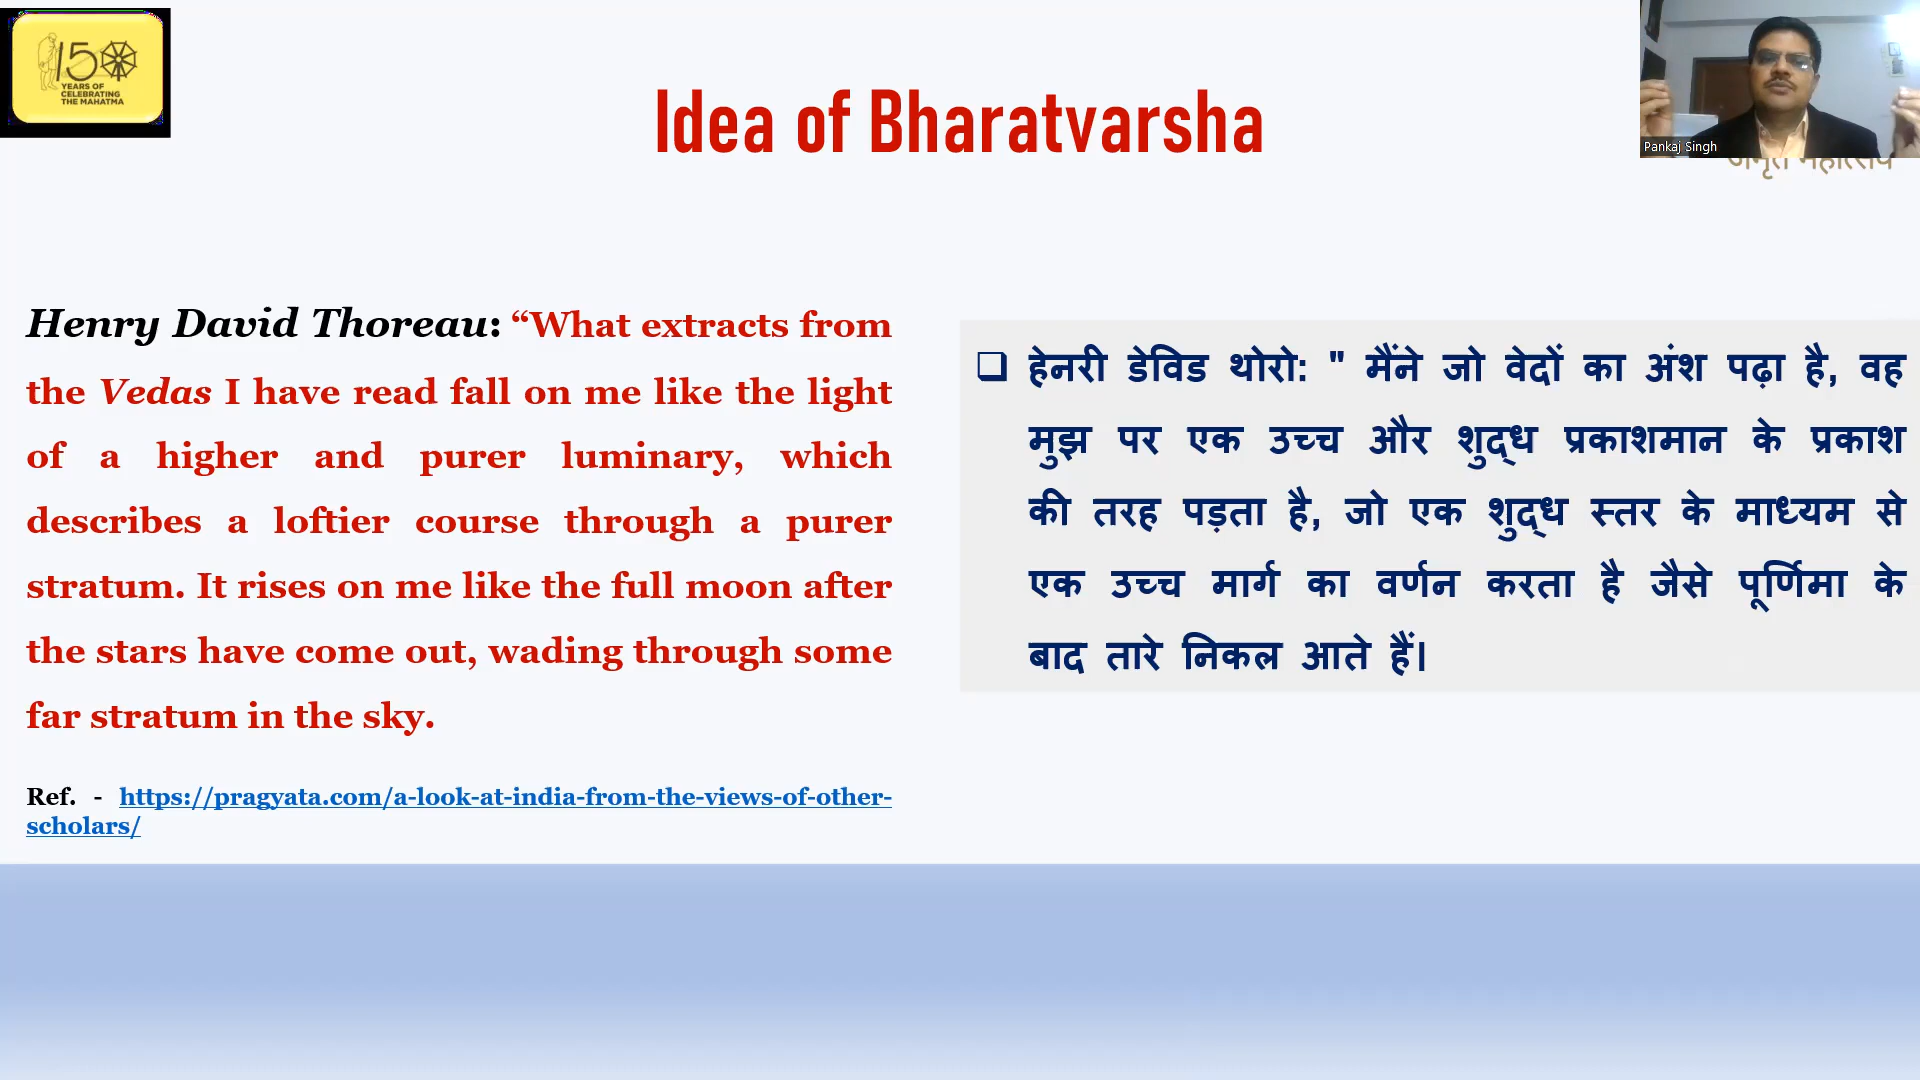 150
YEARS OF
CELEBRATING
THE MAHATMA
Idea of Bharatvarsha
Pankaj Singh
अमृत महोत्सव
Henry David Thoreau: “What extracts from
the Vedas I have read fall on me like the light
of a higher and purer luminary, which
describes a loftier course through a purer
stratum. It rises on me like the full moon after
the stars have come out, wading through some
far stratum in the sky.
Ref. - https://pragyata.com/a-look-at-india-from-the-views-of-other-
scholars/
❑ हेनरी डेविड थोरो: " मैंने जो वेदों का अंश पढ़ा है, वह
मुझ पर एक उच्च और शुद्ध प्रकाशमान के प्रकाश
की तरह पड़ता है, जो एक शुद्ध स्तर के माध्यम से
एक उच्च मार्ग का वर्णन करता है जैसे पूर्णिमा के
बाद तारे निकल आते हैं।